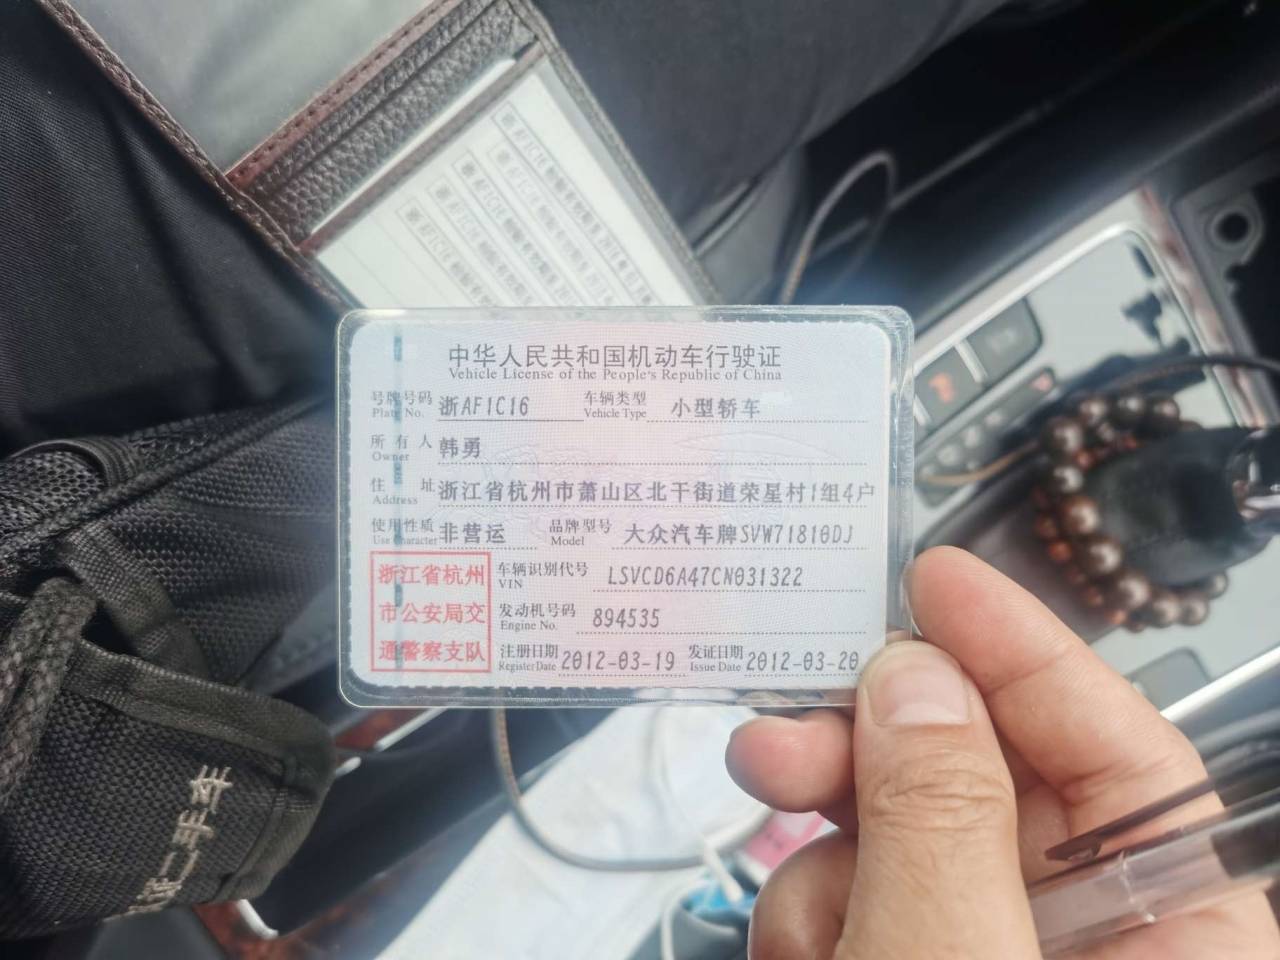 中华人民共和国机动车行驶证
Vehicle License of the People's Republic of China
号牌号码 浙AF1C16 车辆类型 小型轿车
Plate No. Vehicle Type
所有人 韩勇
Owner
住址 浙江省杭州市萧山区北干街道荣星村1组4户
Address
使用性质 非营运 品牌型号 大众汽车牌SVW71810DJ
Use Character Model
浙江省杭州
市公安局交
通警察支队
车辆识别代号 LSVCD6A47CN031322
VIN
发动机号码 894535
Engine No.
注册日期 2012-03-19 发证日期 2012-03-20
Register Date Issue Date